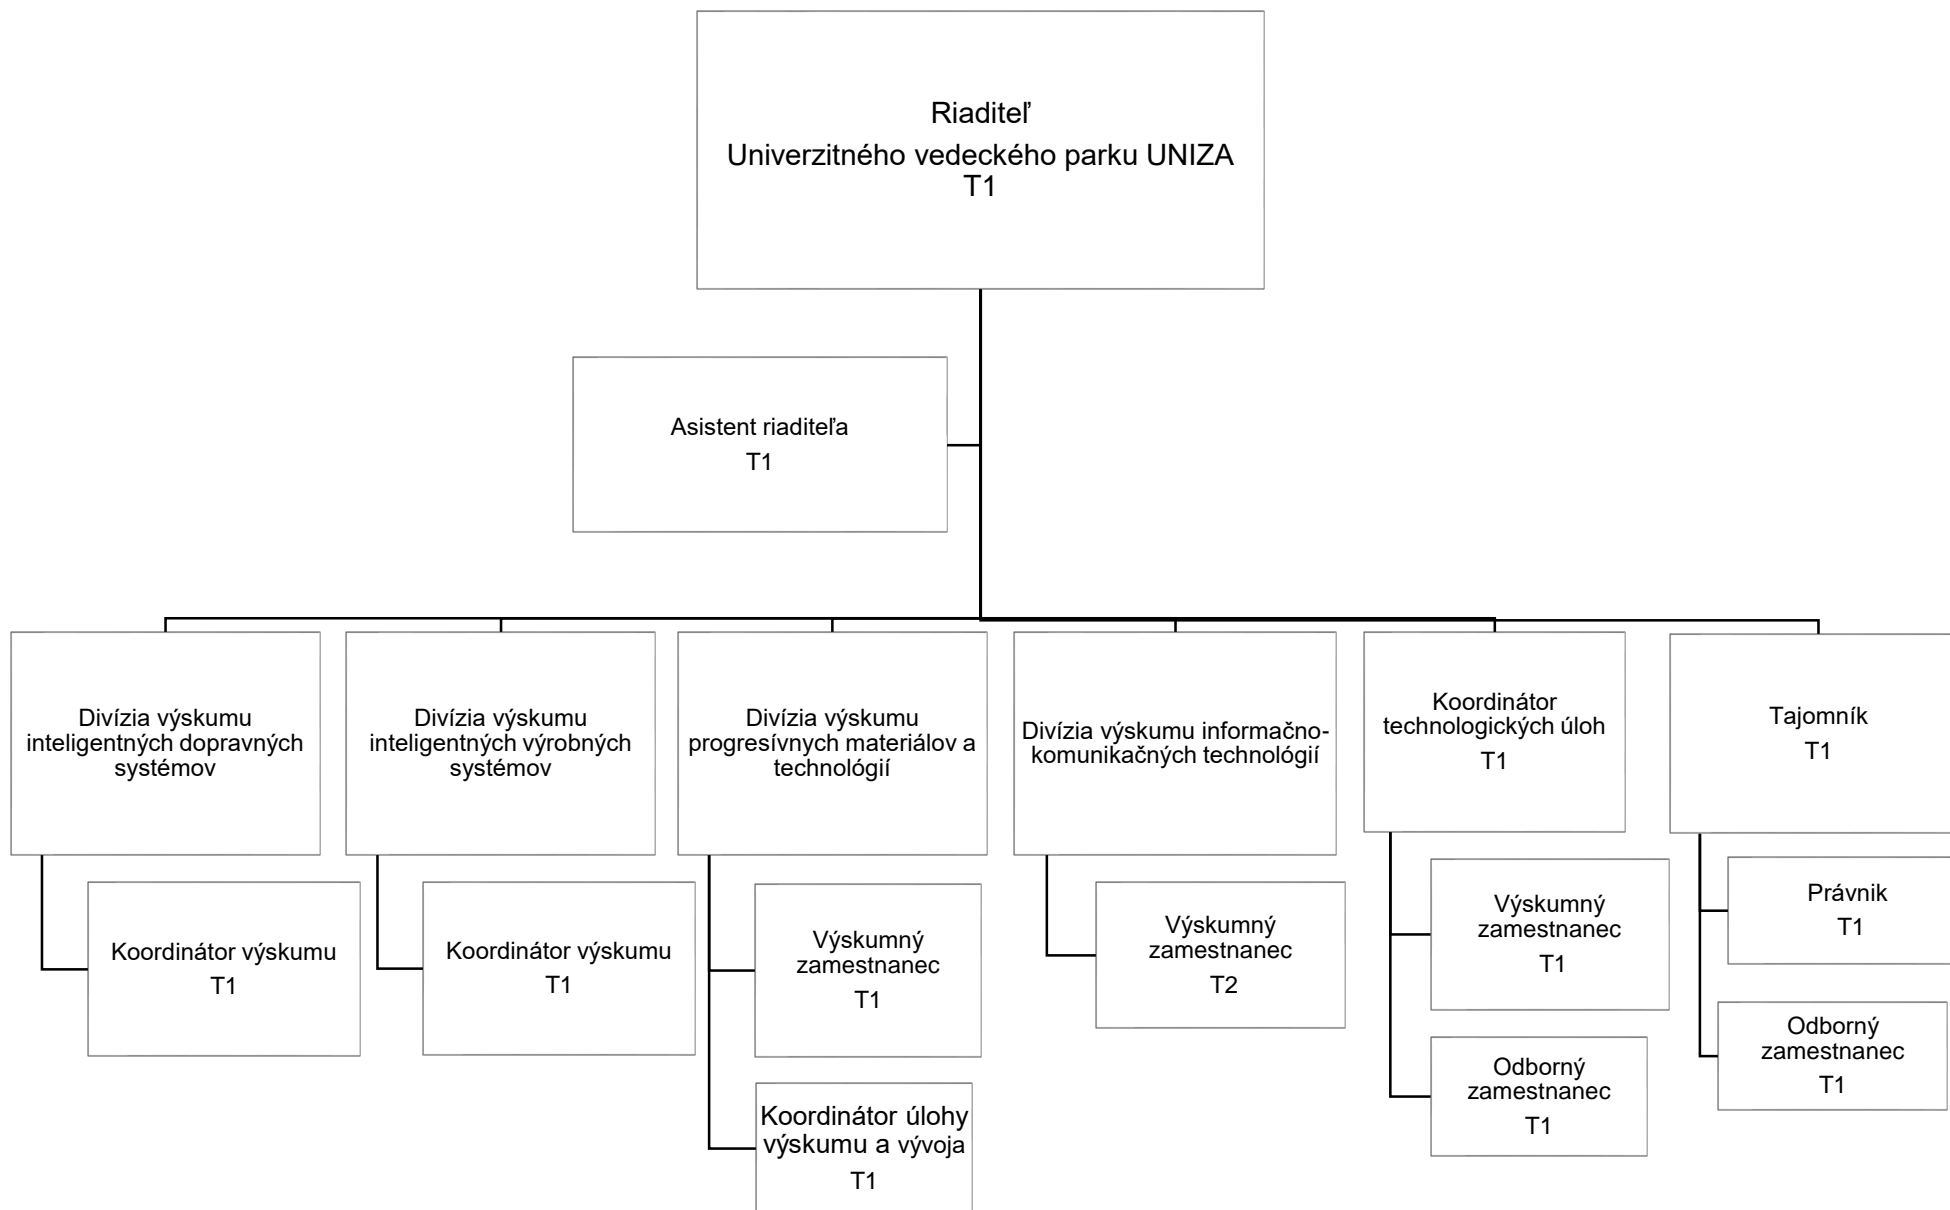 Riaditeľ
Univerzitného vedeckého parku UNIZA
T1
Asistent riaditeľa
T1
Divízia výskumu
inteligentných dopravných
systémov
Koordinátor výskumu
T1
Divízia výskumu
inteligentných výrobných
systémov
Koordinátor výskumu
T1
Divízia výskumu
progresívnych materiálov a
technológií
Výskumný
zamestnanec
T1
Koordinátor úlohy
výskumu a vývoja
T1
Divízia výskumu informačno-
komunikačných technológií
Výskumný
zamestnanec
T2
Koordinátor
technologických úloh
T1
Výskumný
zamestnanec
T1
Odborný
zamestnanec
T1
Tajomník
T1
Právnik
T1
Odborný
zamestnanec
T1